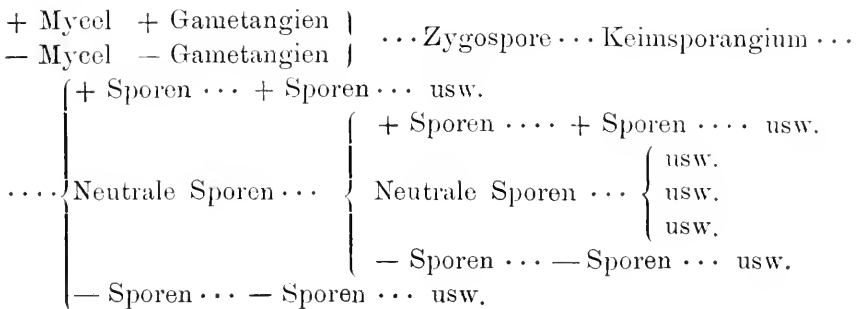 + Mycel + Gametangien }
— Mycel — Gametangien } ··· Zygospore ··· Keimsporangium ···
{ + Sporen ··· + Sporen ··· usw.
{ + Sporen ···· + Sporen ···· usw.
{ usw.
···· { Neutrale Sporen ··· { Neutrale Sporen ··· { usw.
{ usw.
{ — Sporen ··· — Sporen ··· usw.
{ — Sporen ··· — Sporen ··· usw.